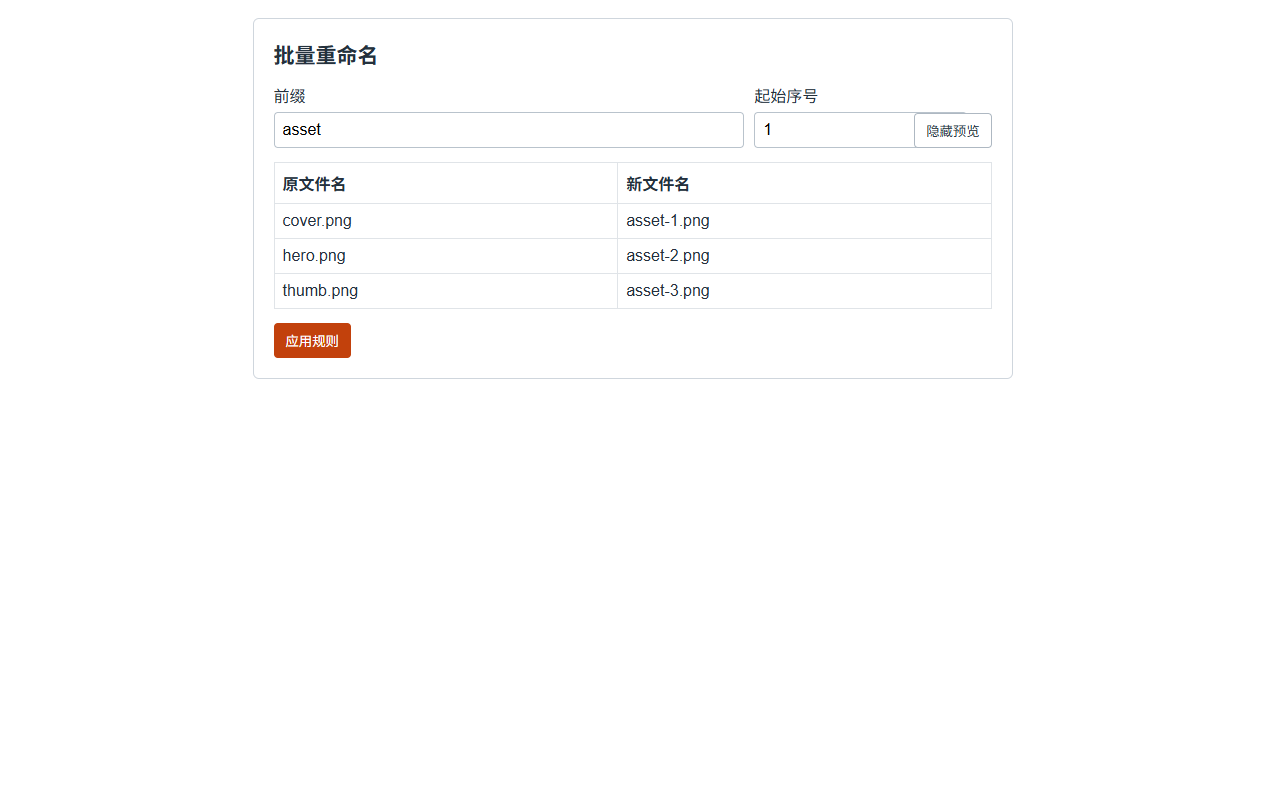 批量重命名
前缀 起始序号
asset 1 隐藏预览
原文件名 新文件名
cover.png asset-1.png
hero.png asset-2.png
thumb.png asset-3.png
应用规则